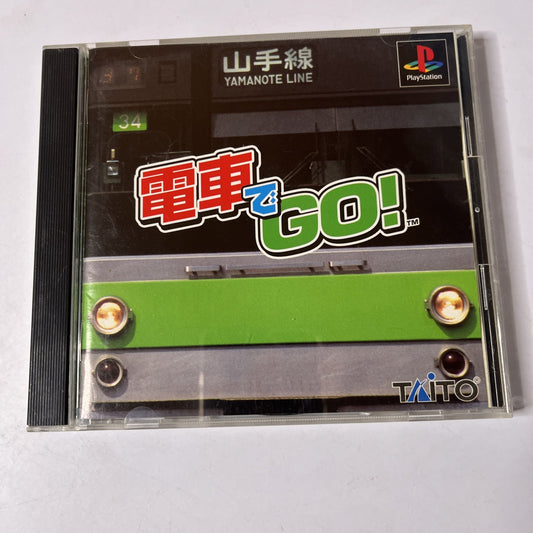 山手線
YAMANOTE LINE
PlayStation
34
電車でGO!™
TAITO®